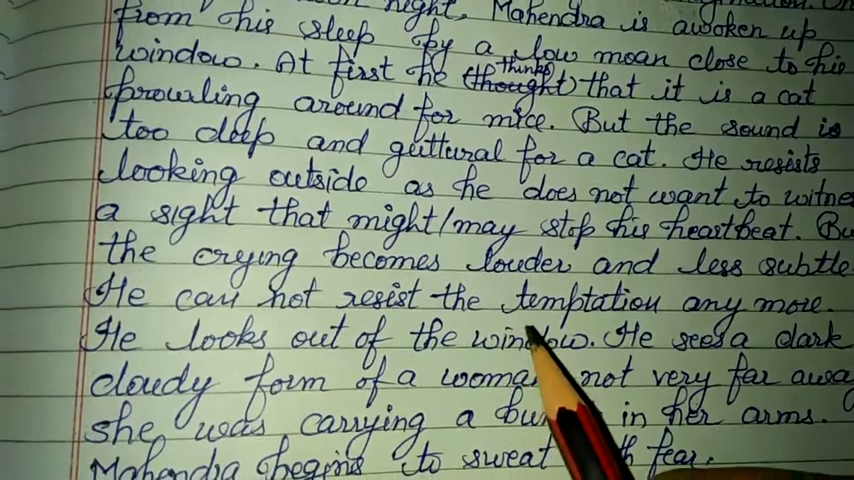 night, Mahendra is awoken up
from his sleep by a low moan close to his
window. At first he (thought) thinks that it is a cat
prowling around for mice. But the sound is
too deep and guttural for a cat. He resists
looking outside as he does not want to witne
a sight that might/may stop his heartbeat. Bu
the crying becomes louder and less subtle
He can not resist the temptation any more.
He looks out of the window. He sees a dark
cloudy form of a woman not very far awa
she was carrying a in her arms.
Mahendra begins to sweat fear.